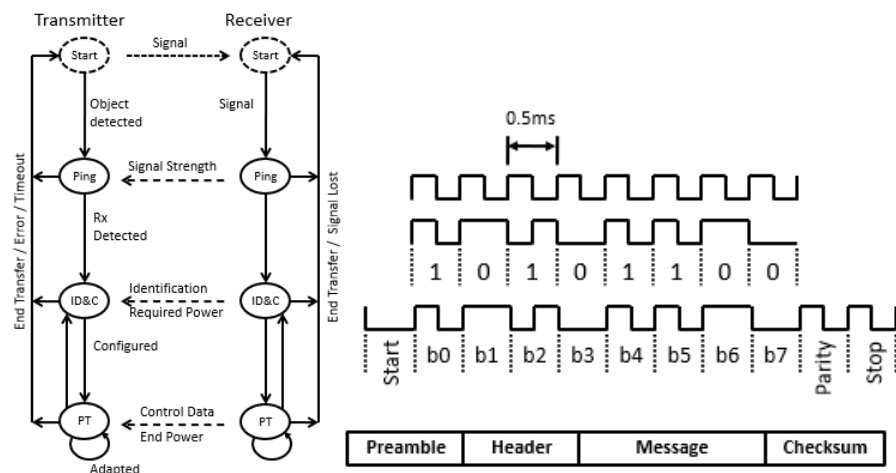 Transmitter
Receiver
Signal
Start
Start
Object
detected
Signal
Signal Strength
Ping
Ping
Rx
Detected
Identification
ID&C
ID&C
Required Power
Configured
Control Data
PT
PT
End Power
Adapted
End Transfer / Error / Timeout
End Transfer / Signal Lost
0.5ms
1 0 1 0 1 1 0 0
Start b0 b1 b2 b3 b4 b5 b6 b7 Parity Stop
Preamble Header Message Checksum